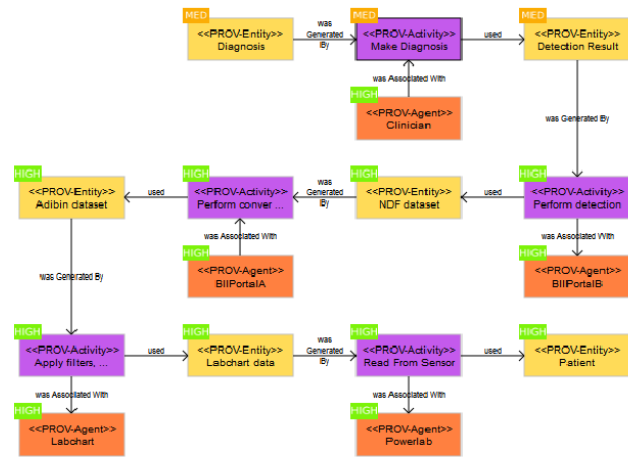 MED
MED
MED
<<PROV-Entity>>
Diagnosis
was
Generated
By
<<PROV-Activity>>
Make Diagnosis
used
<<PROV-Entity>>
Detection Result
was Associated With
HIGH
<<PROV-Agent>>
Clinician
was Generated By
HIGH
HIGH
HIGH
HIGH
<<PROV-Entity>>
Adibin dataset
used
<<PROV-Activity>>
Perform conver ...
was
Generated
By
<<PROV-Entity>>
NDF dataset
used
<<PROV-Activity>>
Perform detection
was Associated With
was Associated With
HIGH
HIGH
<<PROV-Agent>>
BIIPortalA
<<PROV-Agent>>
BIIPortalB
was Generated By
HIGH
HIGH
HIGH
HIGH
<<PROV-Activity>>
Apply filters, ...
used
<<PROV-Entity>>
Labchart data
was
Generated
By
<<PROV-Activity>>
Read From Sensor
used
<<PROV-Entity>>
Patient
was Associated With
was Associated With
HIGH
HIGH
<<PROV-Agent>>
Labohart
<<PROV-Agent>>
Powerlab